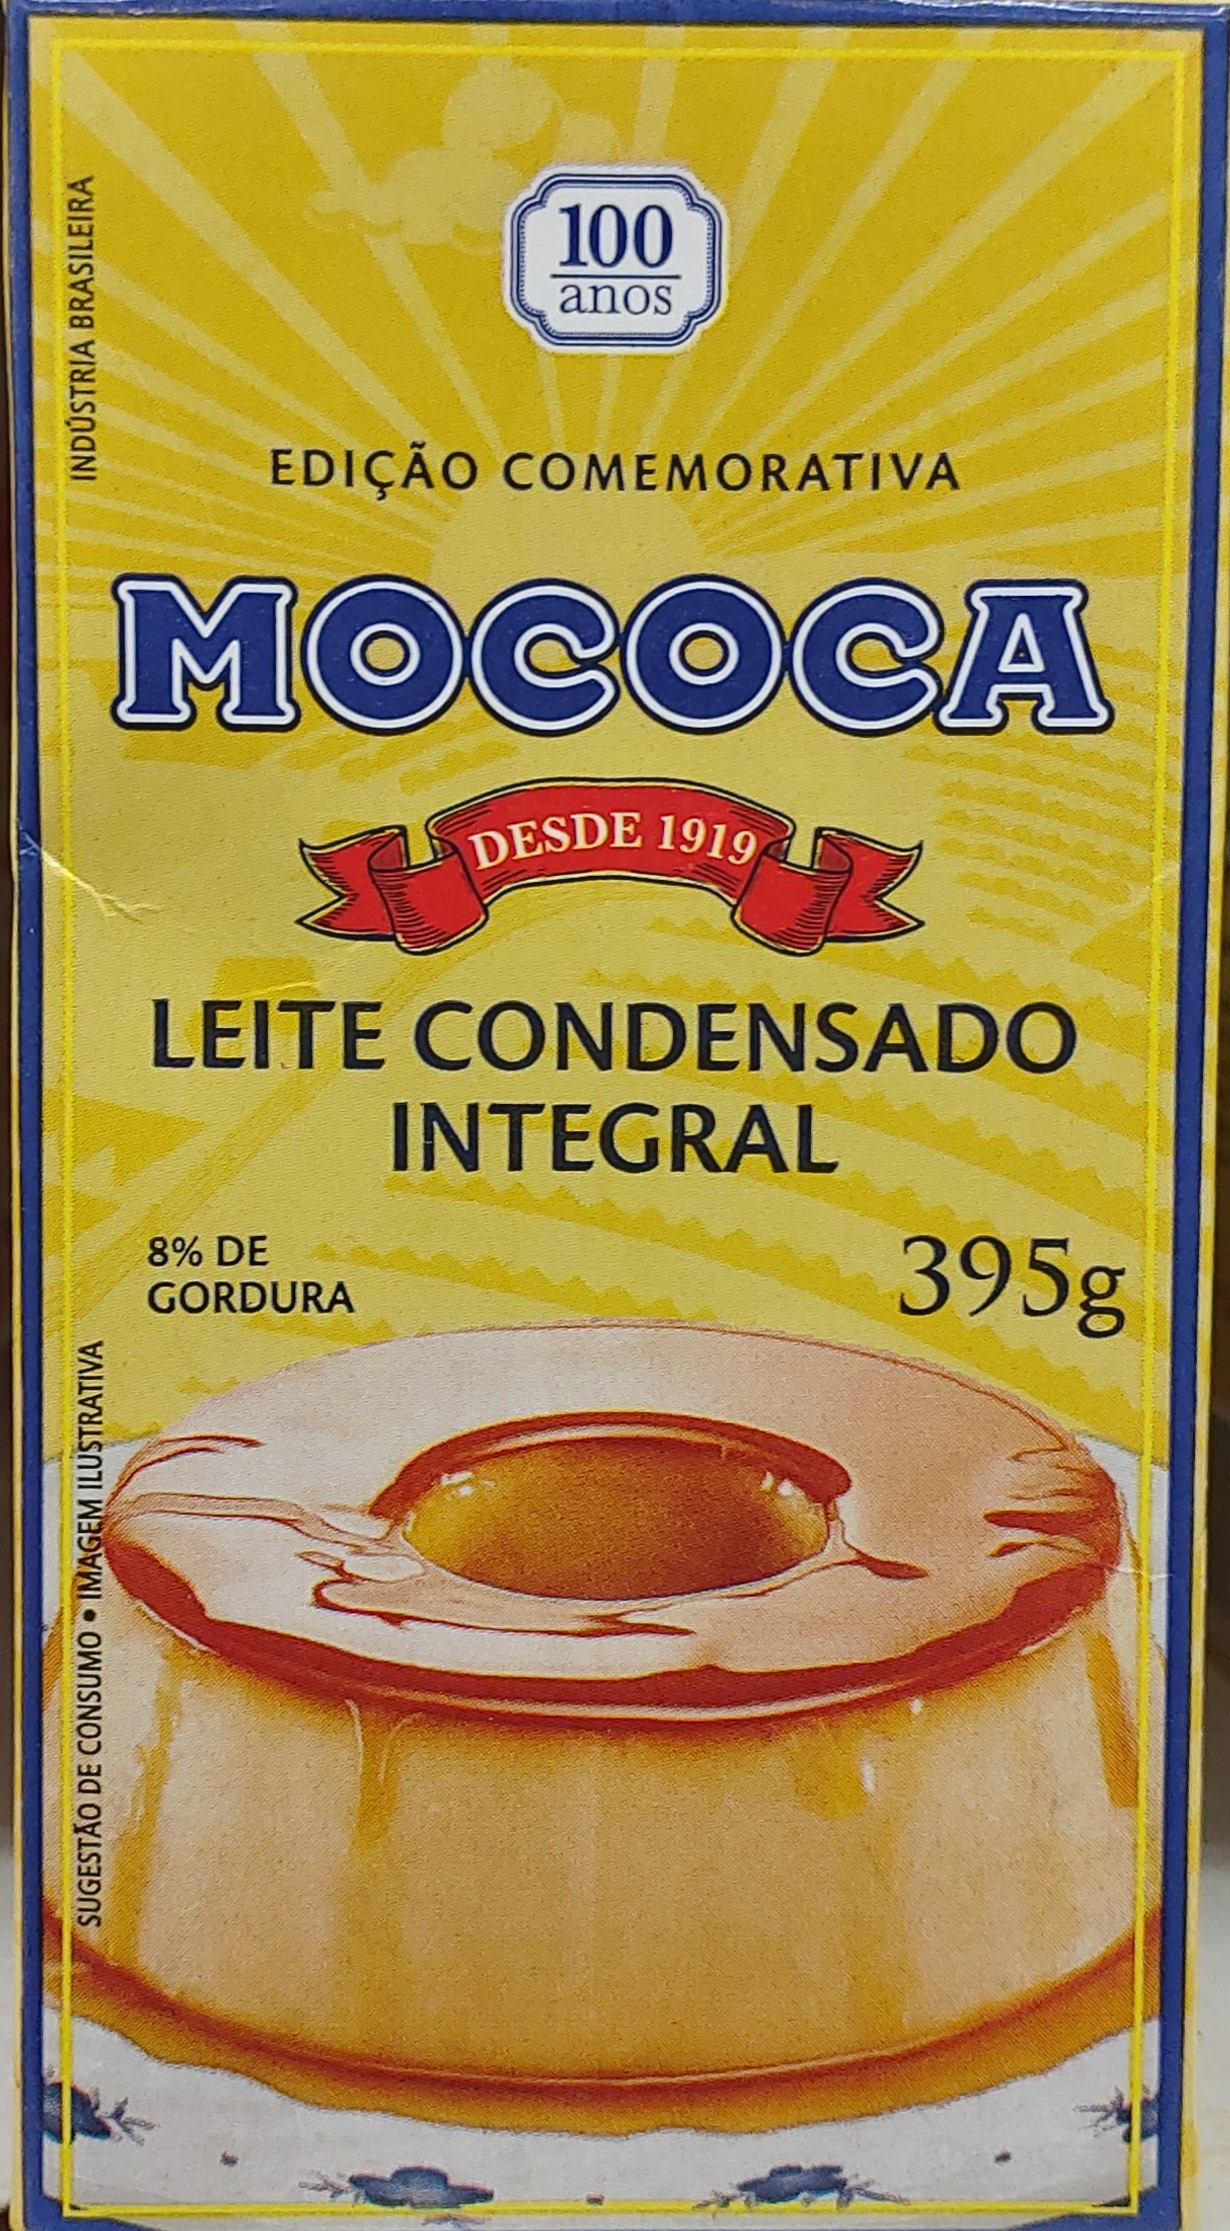 100
anos
INDÚSTRIA BRASILEIRA
EDIÇÃO COMEMORATIVA
MOCOCA
DESDE 1919
LEITE CONDENSADO
INTEGRAL
8% DE
GORDURA
395g
SUGESTÃO DE CONSUMO • IMAGEM ILUSTRATIVA